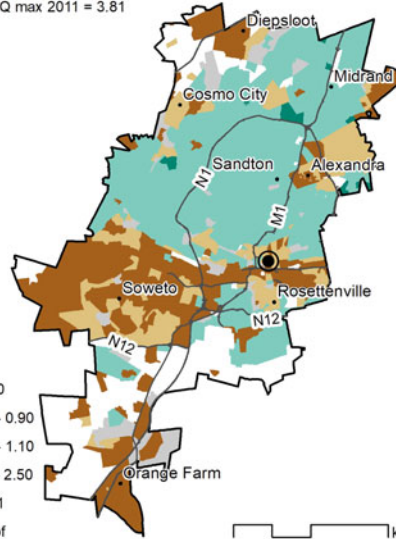 Q max 2011 = 3.81
Diepsloot
Midrand
Cosmo City
Sandton
Alexandra
N1
M1
Soweto
Rosettenville
N12
N12
0
0.90
1.10
2.50
Orange Farm